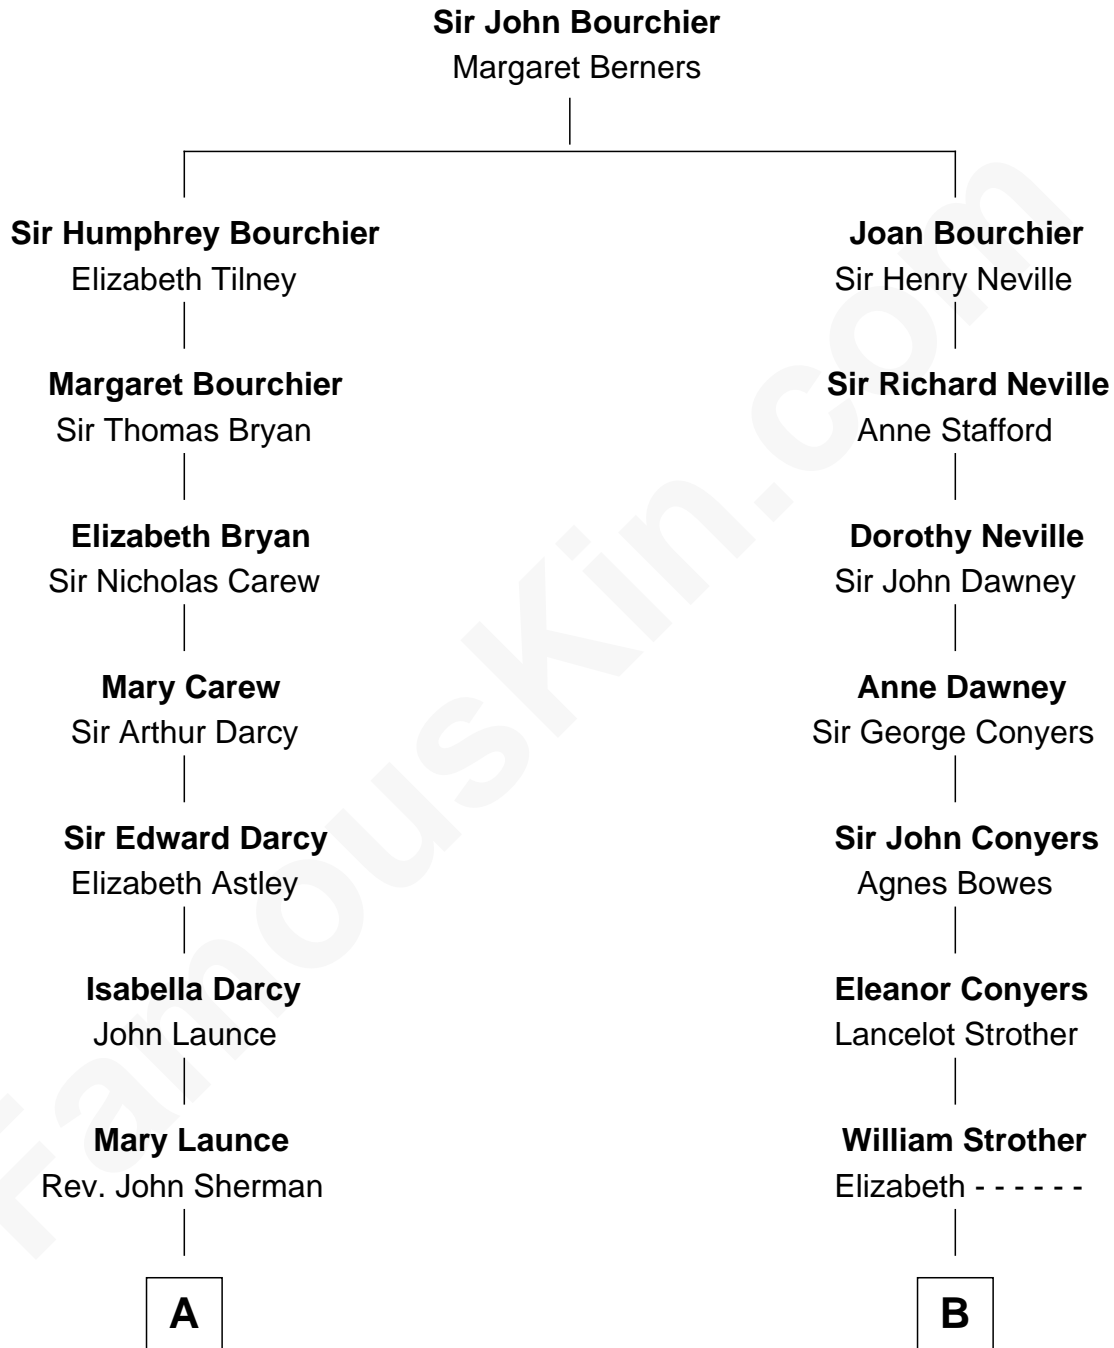 Sir John Bourchier
Margaret Berners
Sir Humphrey Bourchier
Elizabeth Tilney
Joan Bourchier
Sir Henry Neville
Margaret Bourchier
Sir Thomas Bryan
Sir Richard Neville
Anne Stafford
Elizabeth Bryan
Sir Nicholas Carew
Dorothy Neville
Sir John Dawney
Mary Carew
Sir Arthur Darcy
Anne Dawney
Sir George Conyers
Sir Edward Darcy
Elizabeth Astley
Sir John Conyers
Agnes Bowes
Isabella Darcy
John Launce
Eleanor Conyers
Lancelot Strother
Mary Launce
Rev. John Sherman
William Strother
Elizabeth - - - - - -
A
B
FamousKin.com